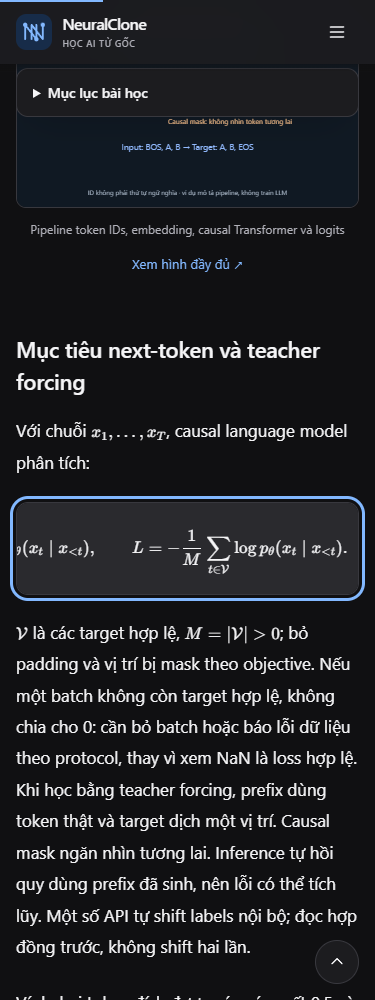 NeuralClone
HỌC AI TỪ GỐC
▶ Mục lục bài học
Causal mask: không nhìn token tương lai
Input: BOS, A, B → Target: A, B, EOS
ID không phải thứ tự ngữ nghĩa · ví dụ mô tả pipeline, không train LLM
Pipeline token IDs, embedding, causal Transformer và logits
Xem hình đầy đủ ↗
Mục tiêu next-token và teacher
forcing
Với chuỗi x₁, . . . , x_T, causal language model
phân tích:
θ(x_t | x_{<t}), L = −1/M ∑_{t∈𝒱} log p_θ(x_t | x_{<t}).
𝒱 là các target hợp lệ, M = |𝒱| > 0; bỏ
padding và vị trí bị mask theo objective. Nếu
một batch không còn target hợp lệ, không
chia cho 0: cần bỏ batch hoặc báo lỗi dữ liệu
theo protocol, thay vì xem NaN là loss hợp lệ.
Khi học bằng teacher forcing, prefix dùng
token thật và target dịch một vị trí. Causal
mask ngăn nhìn tương lai. Inference tự hồi
quy dùng prefix đã sinh, nên lỗi có thể tích
lũy. Một số API tự shift labels nội bộ; đọc hợp
đồng trước, không shift hai lần.